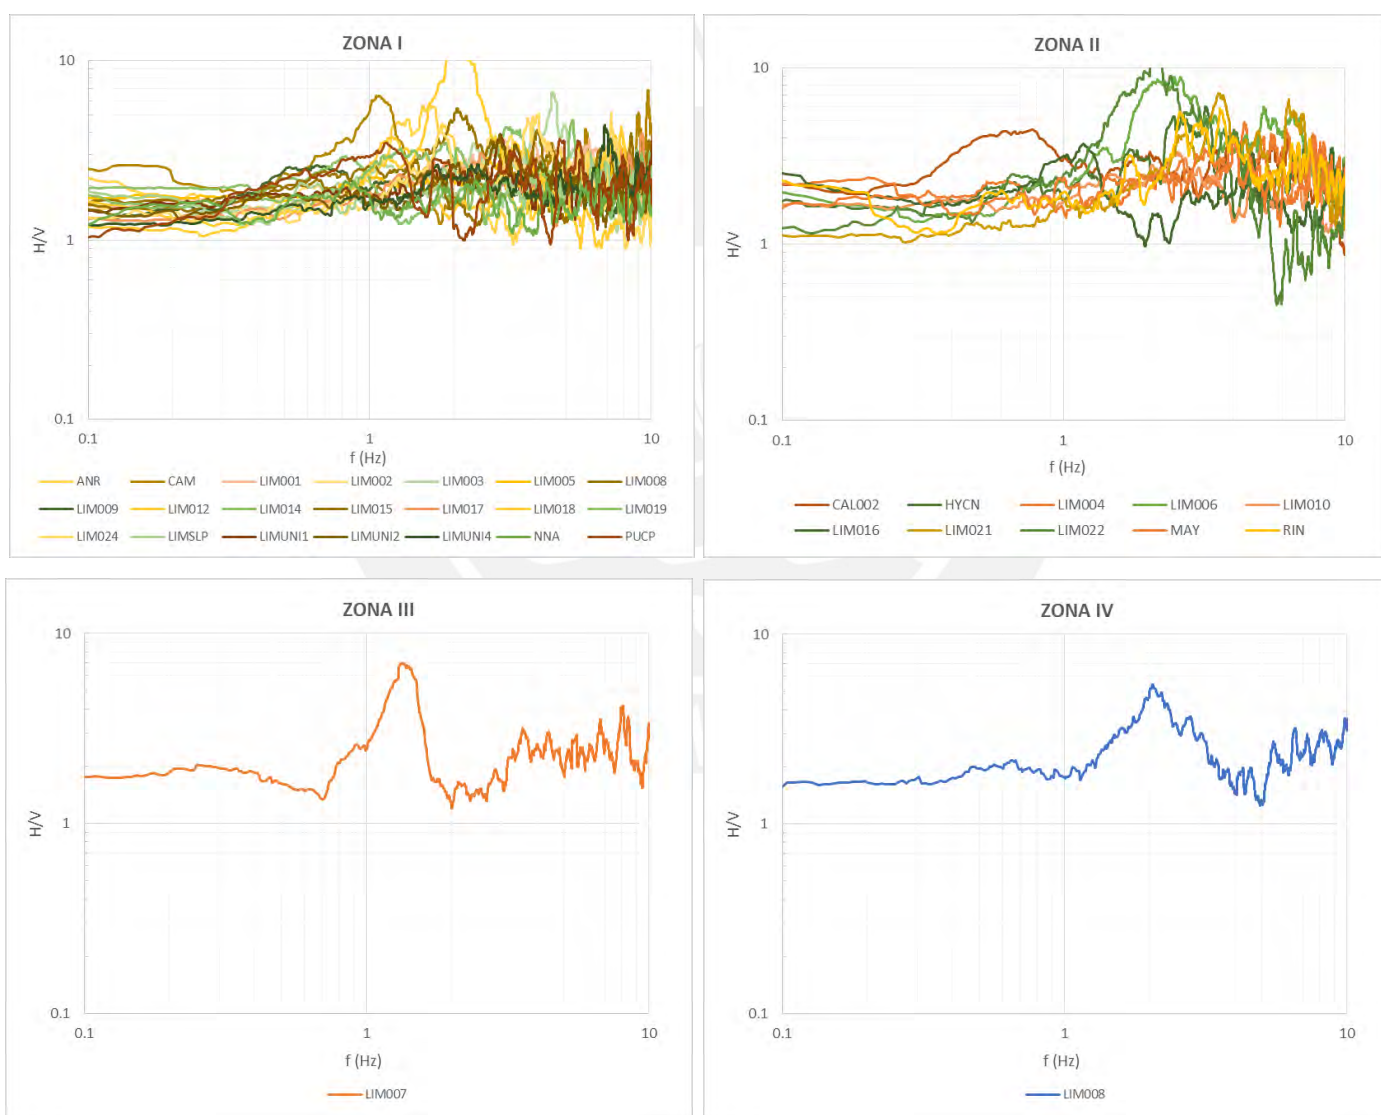 ZONA I
10
1
0.1
H/V
0.1 1 10
f (Hz)
ANR CAM LIM001 LIM002 LIM003 LIM005 LIM008
LIM009 LIM012 LIM014 LIM015 LIM017 LIM018 LIM019
LIM024 LIMSLP LIMUNI1 LIMUNI2 LIMUNI4 NNA PUCP
ZONA II
10
1
0.1
H/V
0.1 1 10
f (Hz)
CAL002 HYCN LIM004 LIM006 LIM010
LIM016 LIM021 LIM022 MAY RIN
ZONA III
10
1
0.1
H/V
0.1 1 10
f (Hz)
LIM007
ZONA IV
10
1
0.1
H/V
0.1 1 10
f (Hz)
LIM008